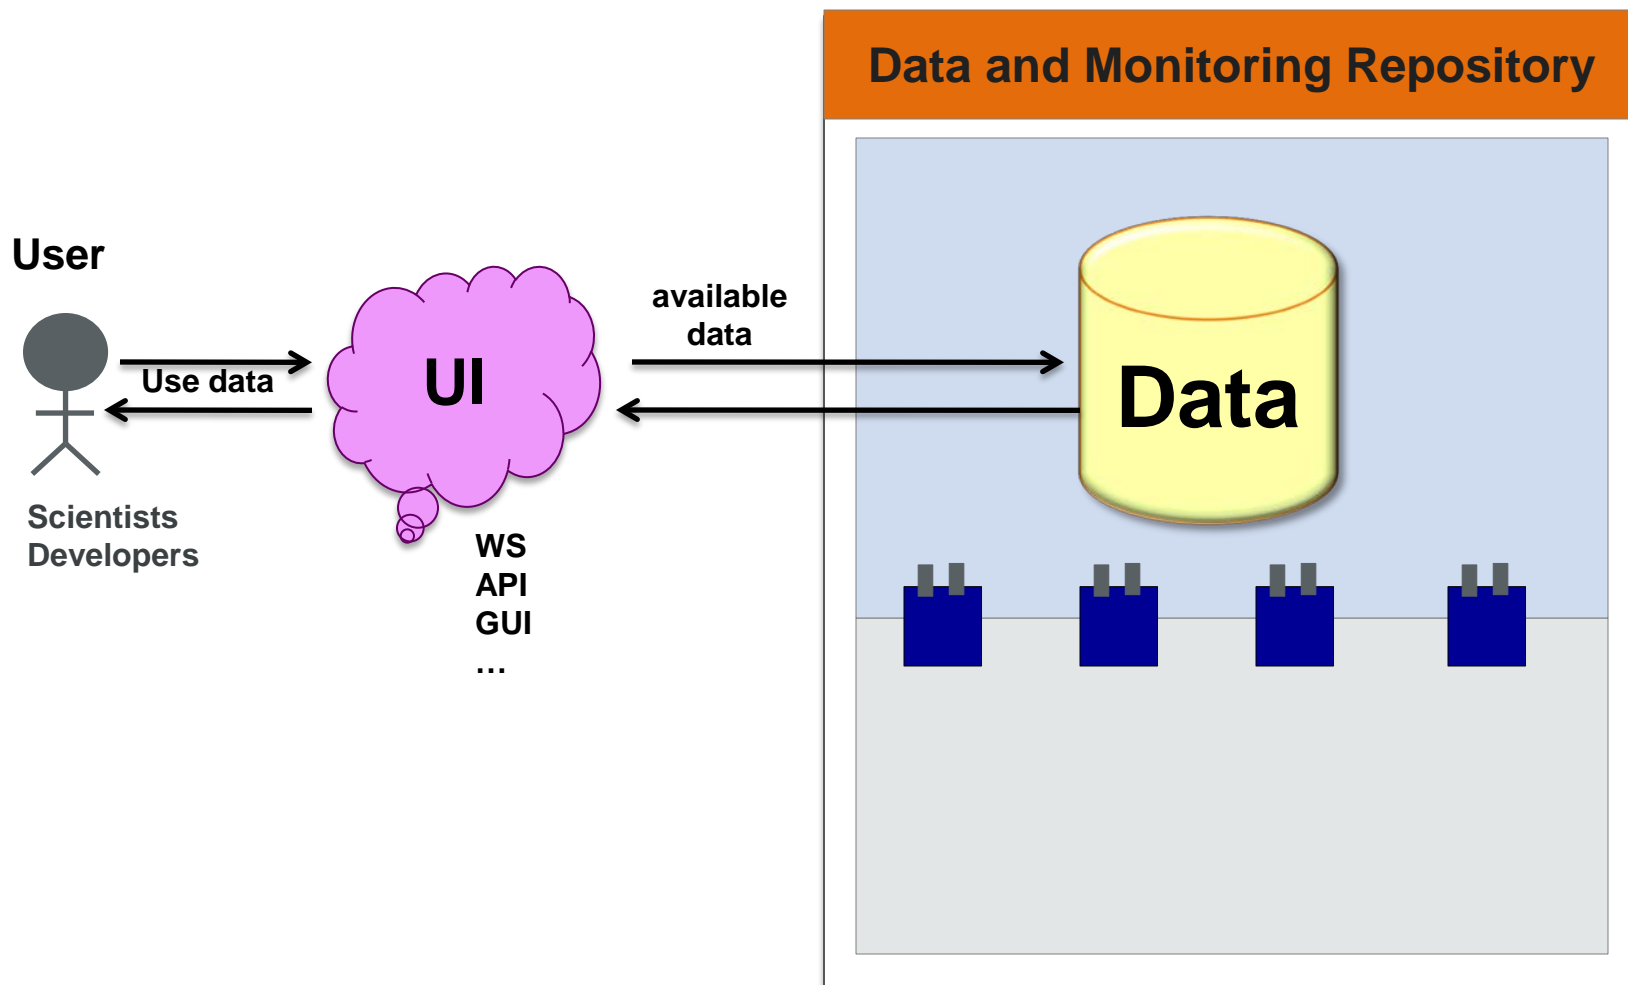 Data and Monitoring Repository
User
available
data
Use data
UI
Data
Scientists
Developers
WS
API
GUI
…